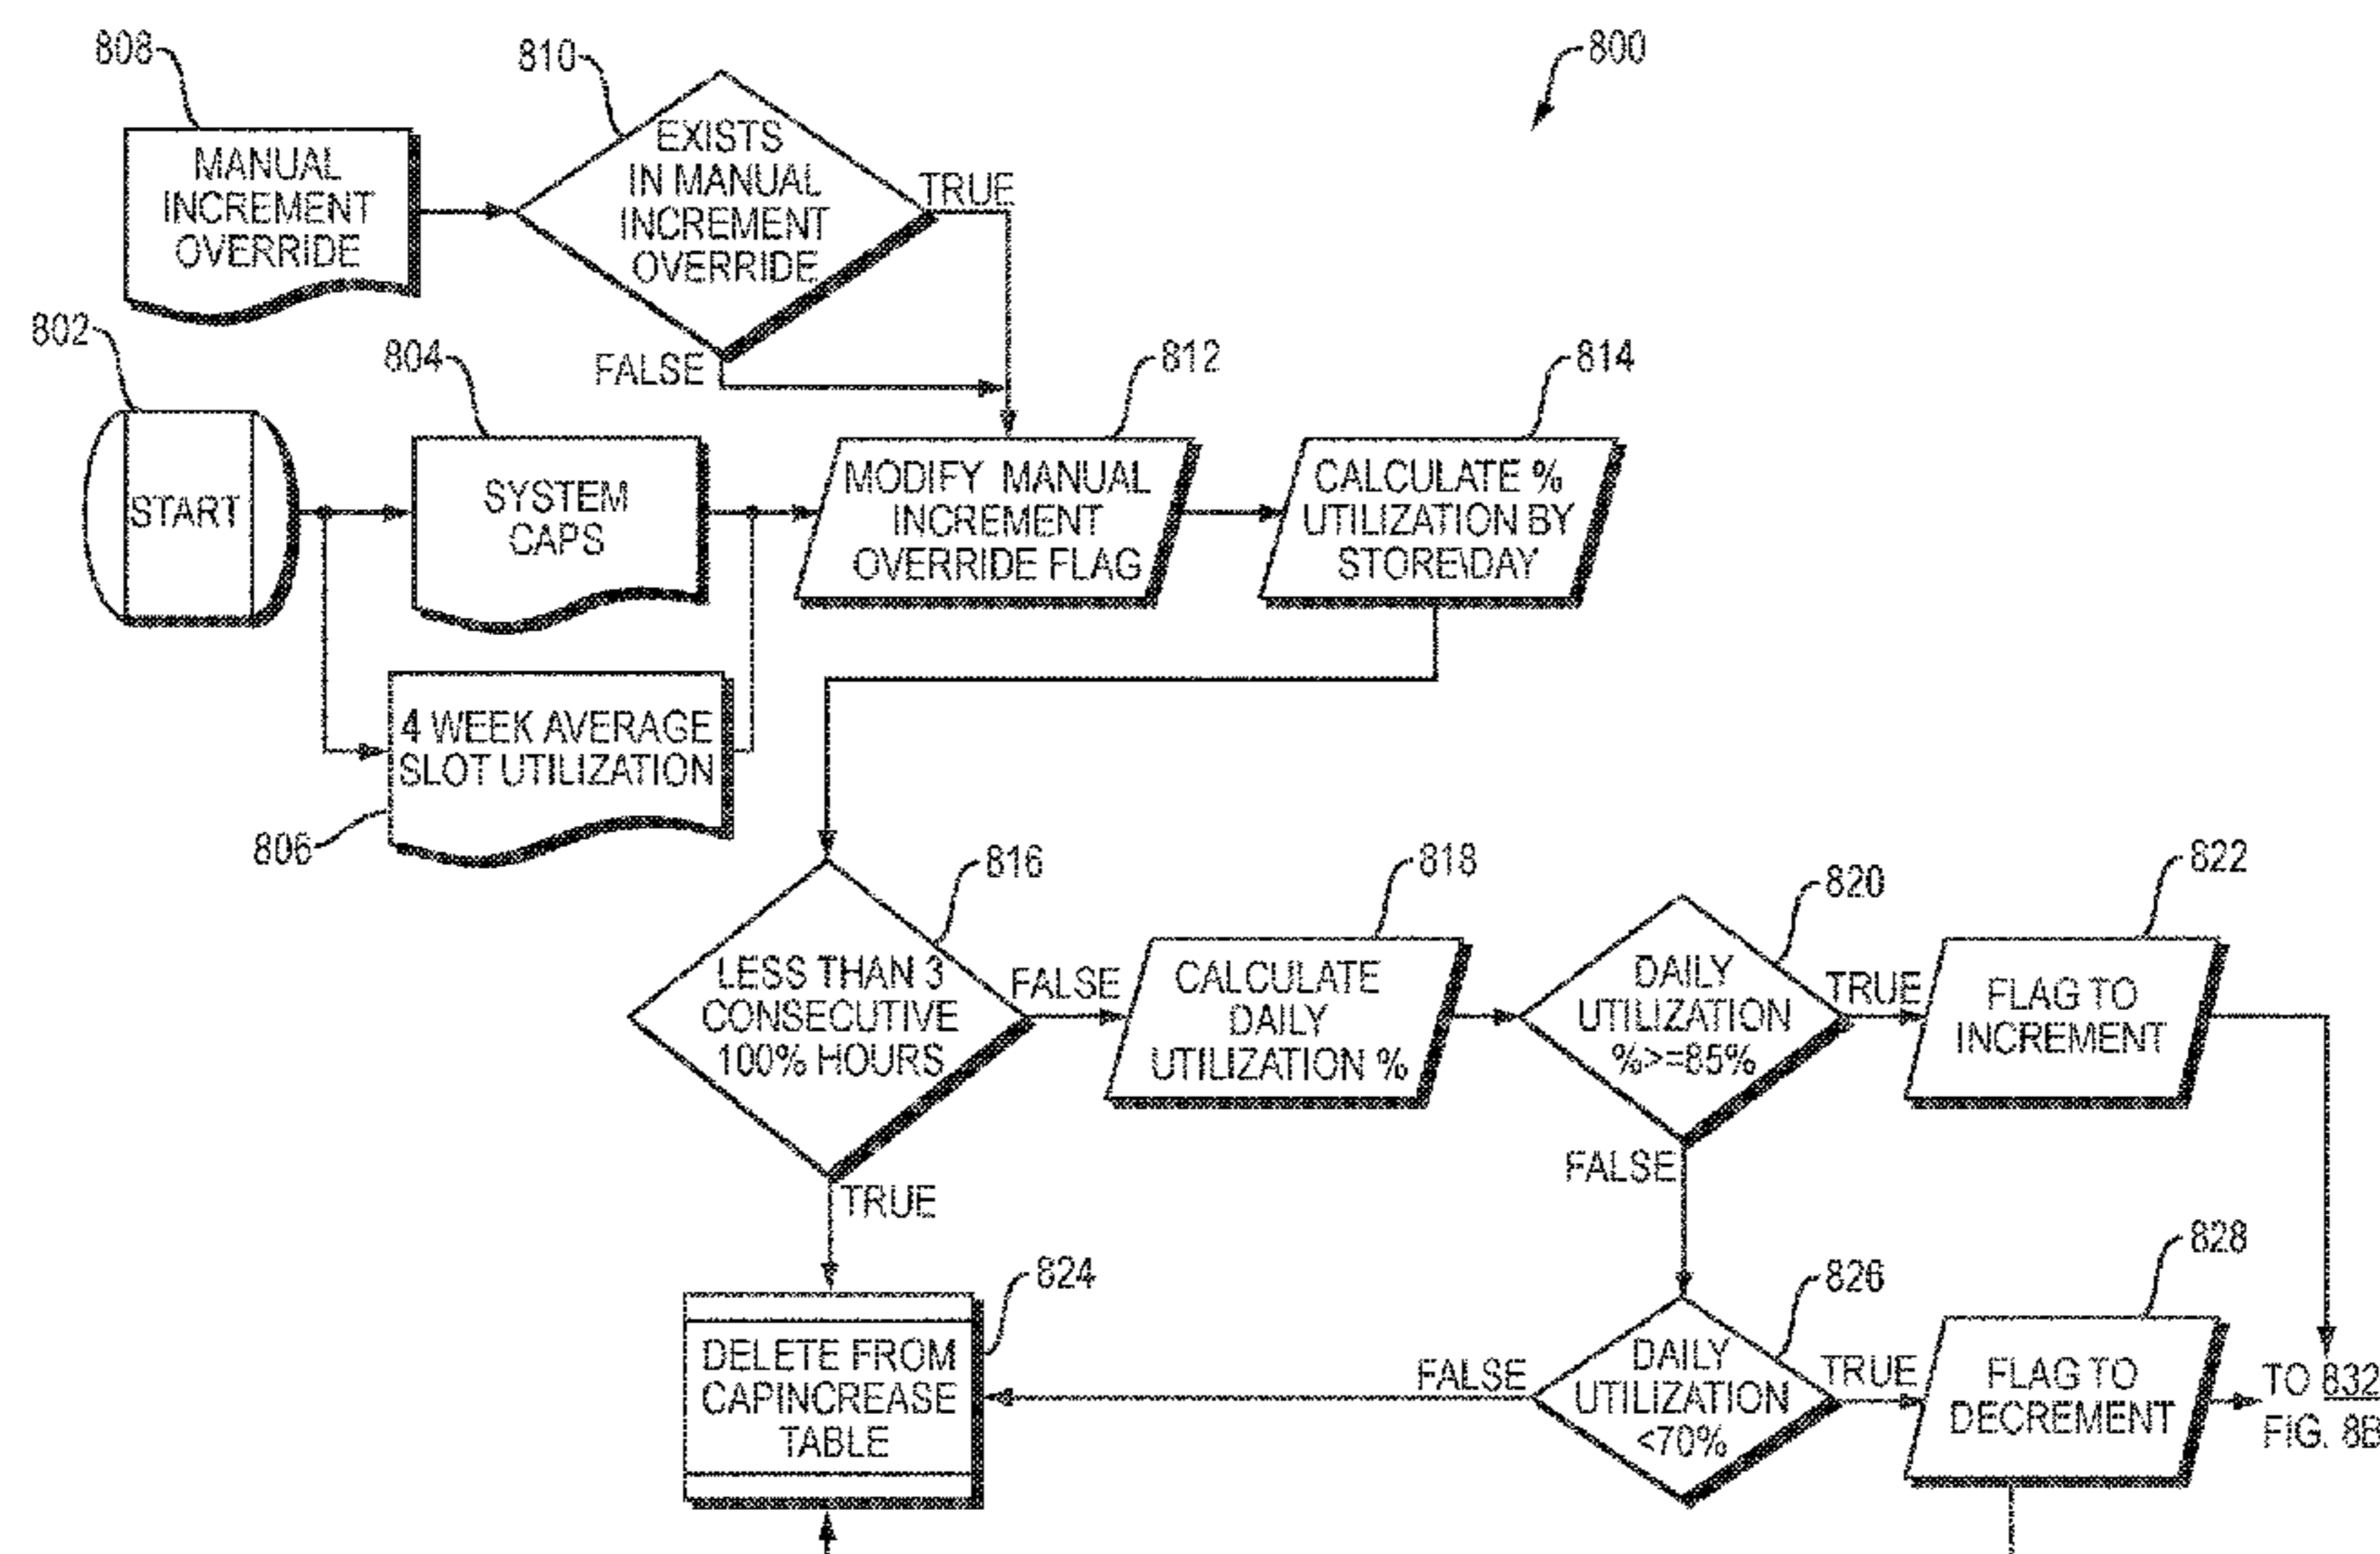 800
808
MANUAL
INCREMENT
OVERRIDE
810
EXISTS
IN MANUAL
INCREMENT
OVERRIDE
TRUE
FALSE
802
START
804
SYSTEM
CAPS
806
4 WEEK AVERAGE
SLOT UTILIZATION
812
MODIFY MANUAL
INCREMENT
OVERRIDE FLAG
814
CALCULATE %
UTILIZATION BY
STORE\DAY
816
LESS THAN 3
CONSECUTIVE
100% HOURS
FALSE
TRUE
818
CALCULATE
DAILY
UTILIZATION %
820
DAILY
UTILIZATION
%>=85%
TRUE
FALSE
822
FLAG TO
INCREMENT
824
DELETE FROM
CAPINCREASE
TABLE
826
DAILY
UTILIZATION
<70%
FALSE
TRUE
828
FLAG TO
DECREMENT
TO 832
FIG. 8B